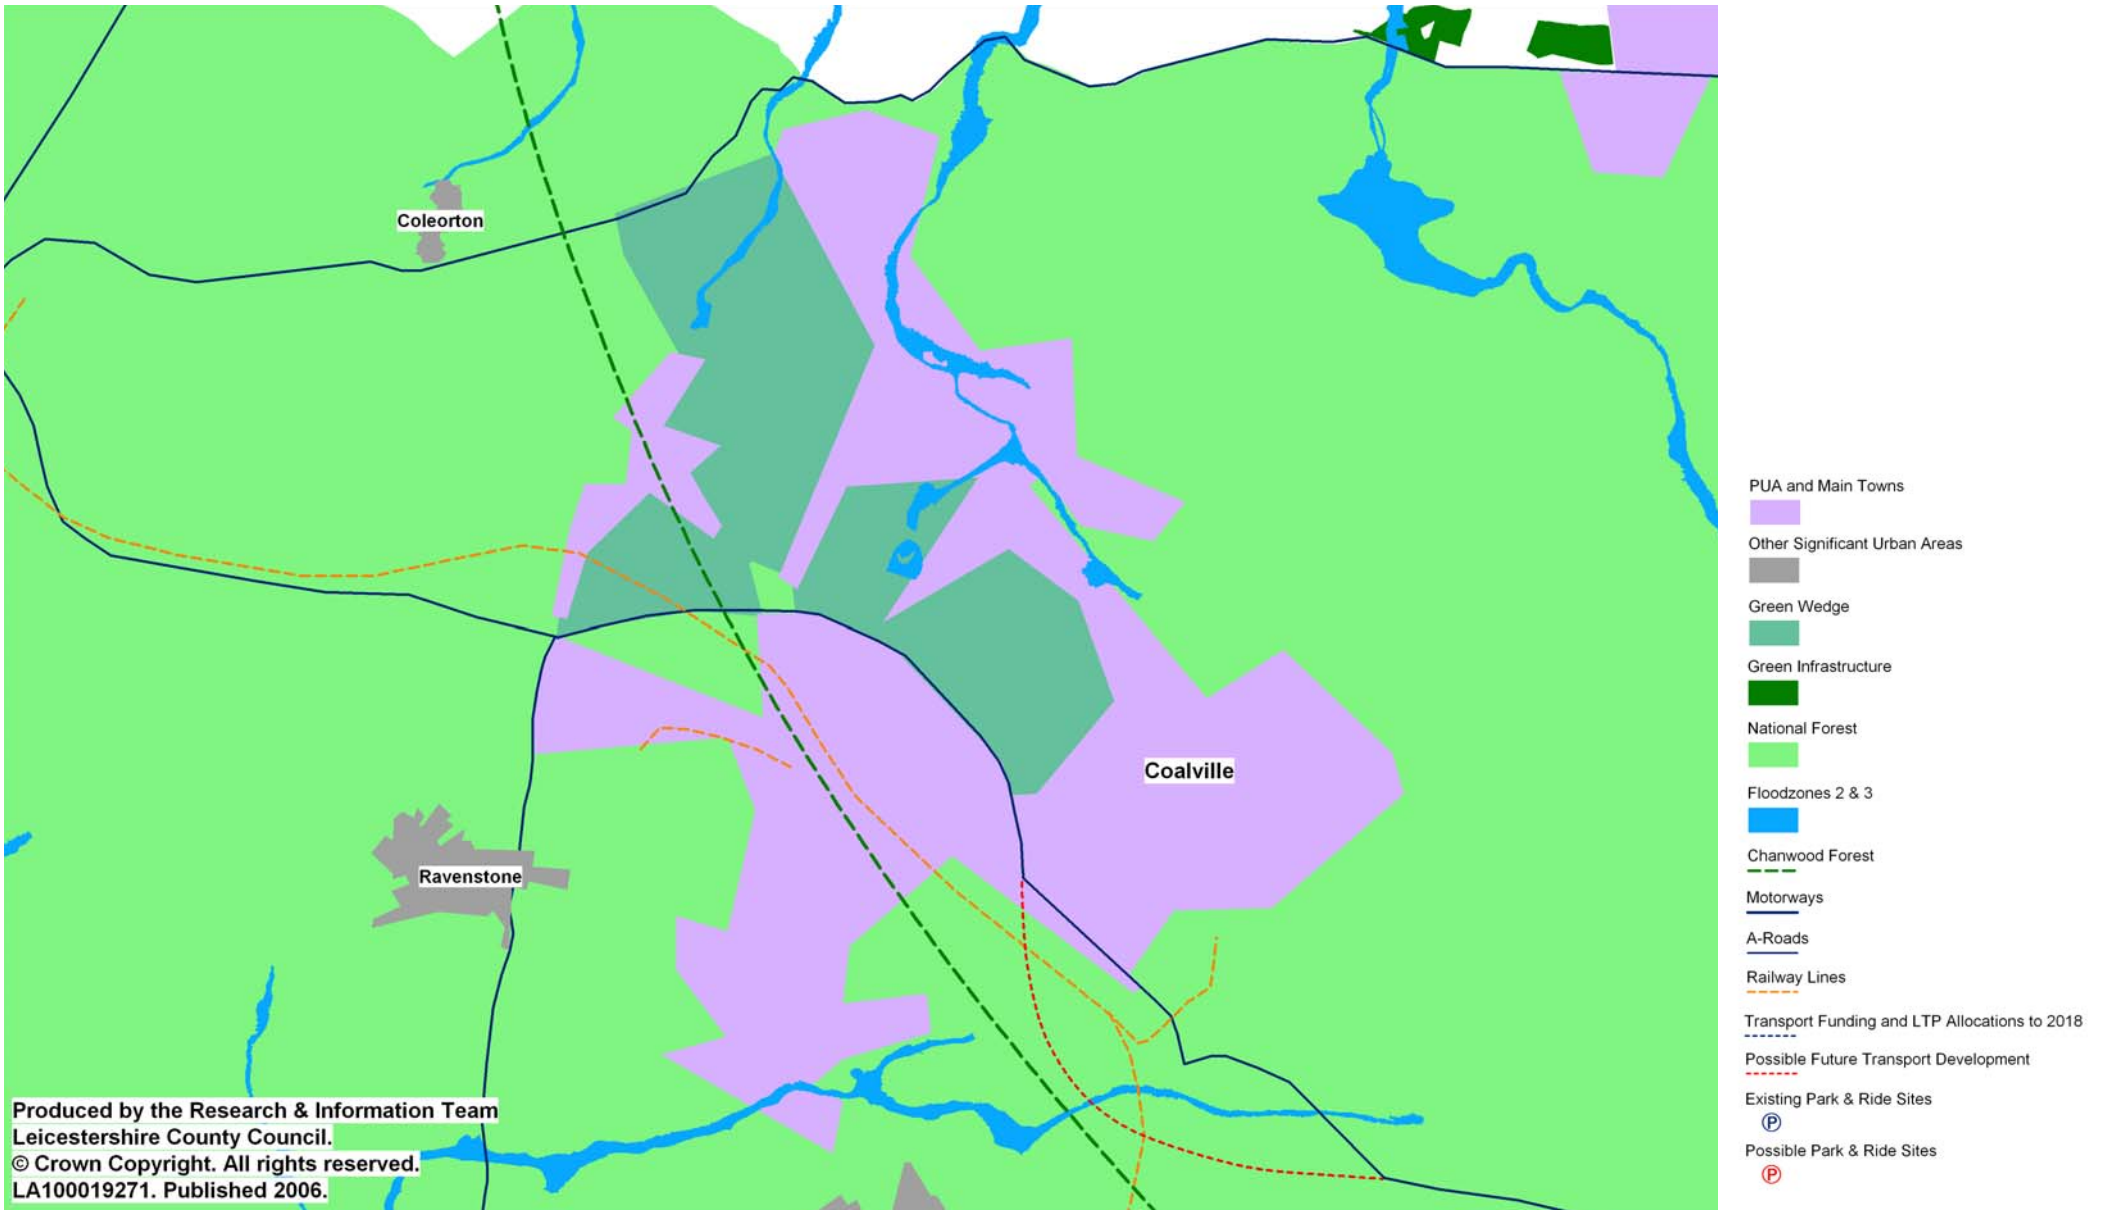 Coleorton
Coalville
Ravenstone
Produced by the Research & Information Team
Leicestershire County Council.
© Crown Copyright. All rights reserved.
LA100019271. Published 2006.
PUA and Main Towns
Other Significant Urban Areas
Green Wedge
Green Infrastructure
National Forest
Floodzones 2 & 3
Chanwood Forest
Motorways
A-Roads
Railway Lines
Transport Funding and LTP Allocations to 2018
Possible Future Transport Development
Existing Park & Ride Sites
P
Possible Park & Ride Sites
P